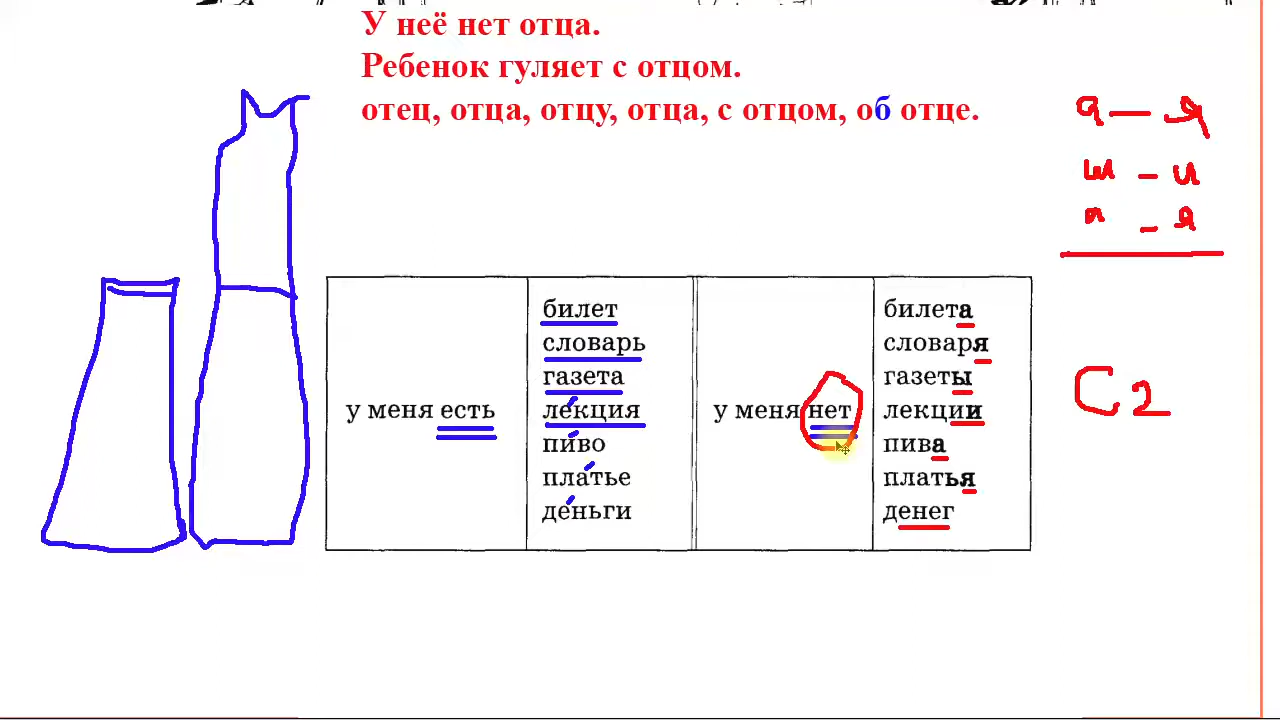 У неё нет отца.
Ребенок гуляет с отцом.
отец, отца, отцу, отца, с отцом, об отце.
у меня есть
билет
словарь
газета
лекция
пиво
платье
деньги
у меня нет
билета
словаря
газеты
лекции
пива
платья
денег
а — я
ы - и
С2